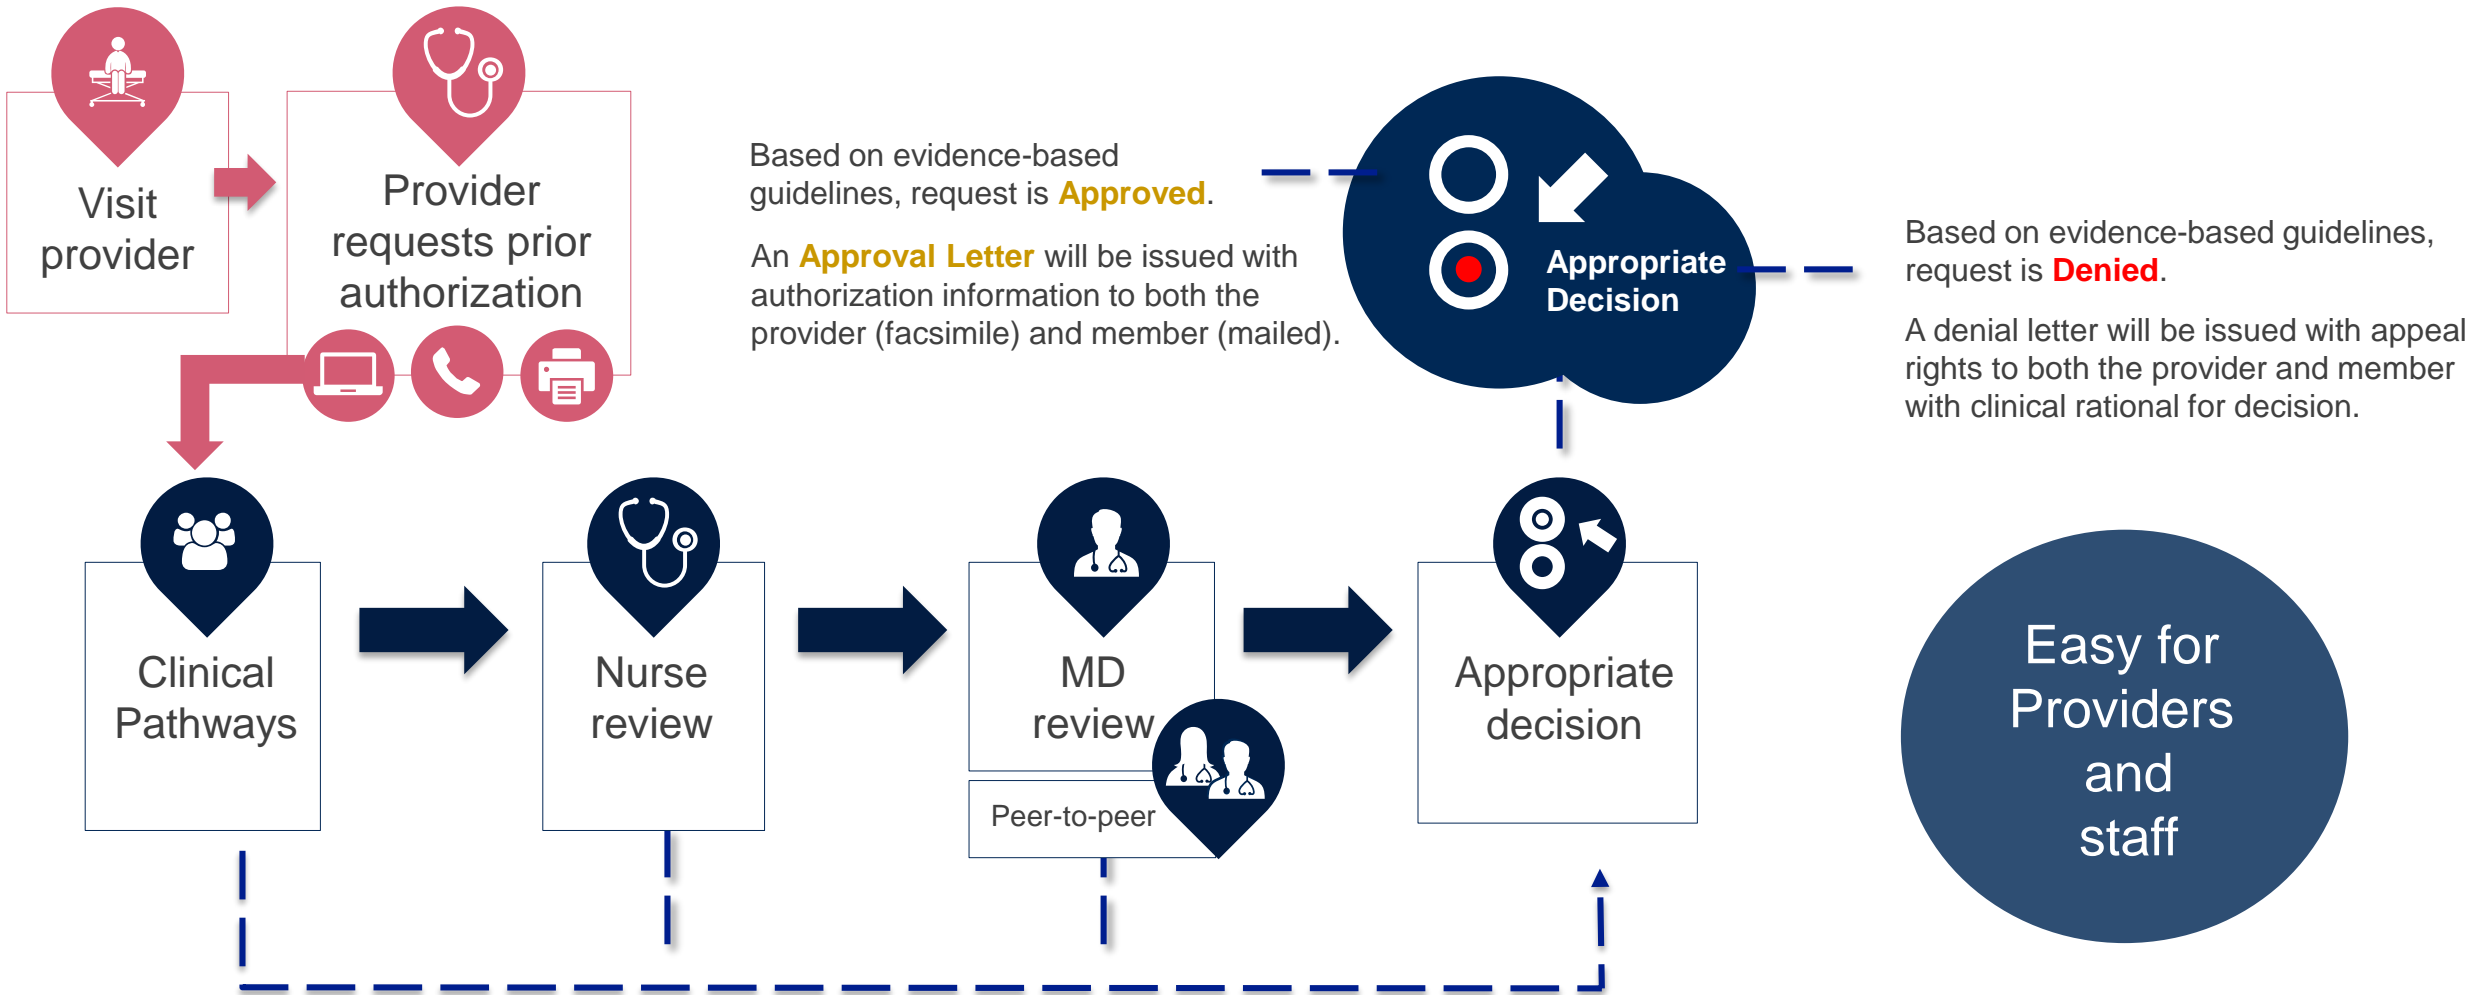 Visit
provider
Provider
requests prior
authorization
Based on evidence-based
guidelines, request is Approved.
An Approval Letter will be issued with
authorization information to both the
provider (facsimile) and member (mailed).
Appropriate
Decision
Based on evidence-based guidelines,
request is Denied.
A denial letter will be issued with appeal
rights to both the provider and member
with clinical rational for decision.
Clinical
Pathways
Nurse
review
MD
review
Peer-to-peer
Appropriate
decision
Easy for
Providers
and
staff